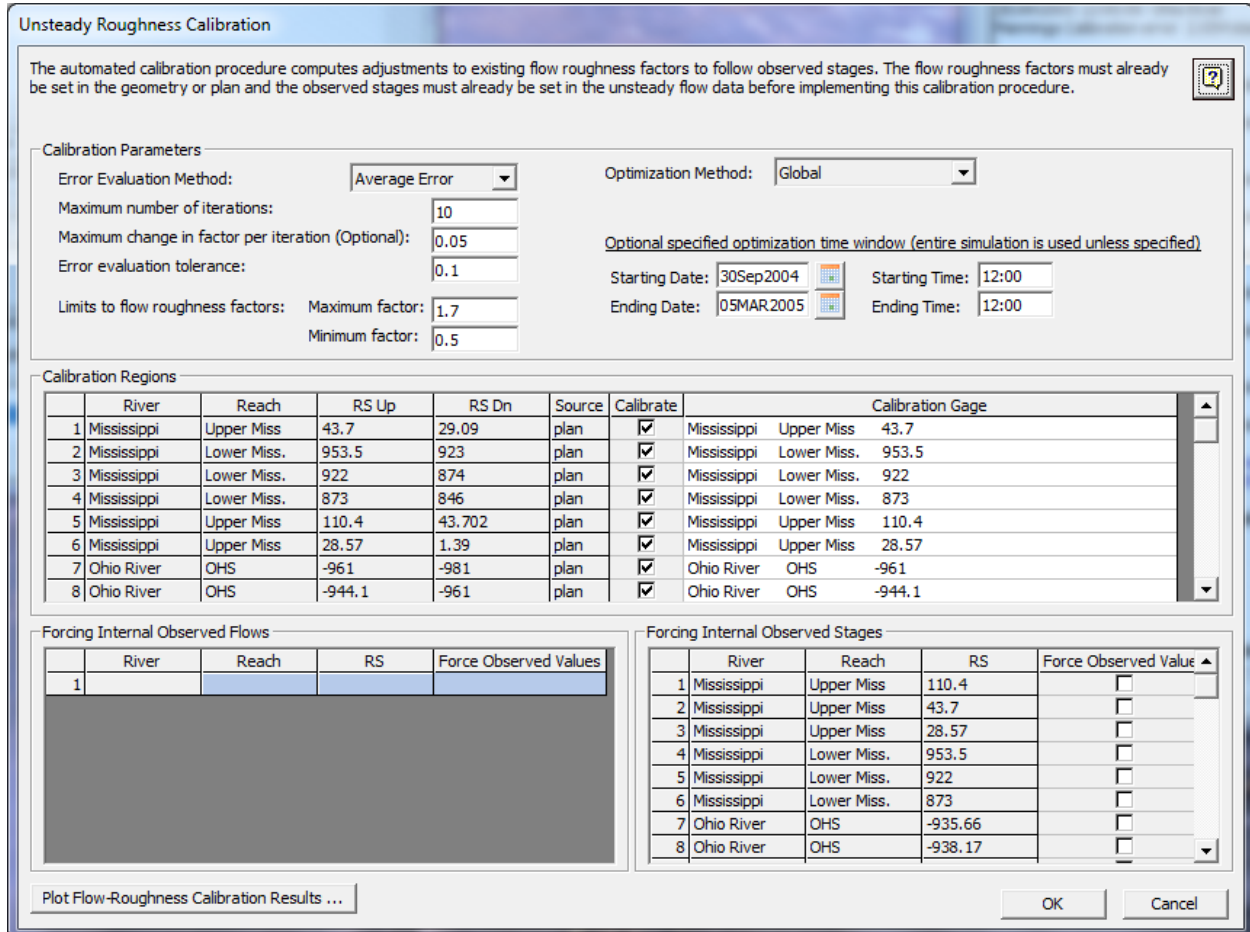 Unsteady Roughness Calibration
The automated calibration procedure computes adjustments to existing flow roughness factors to follow observed stages. The flow roughness factors must already
be set in the geometry or plan and the observed stages must already be set in the unsteady flow data before implementing this calibration procedure.
Calibration Parameters
Error Evaluation Method: Average Error
Optimization Method: Global
Maximum number of iterations: 10
Maximum change in factor per iteration (Optional): 0.05
Error evaluation tolerance: 0.1
Limits to flow roughness factors: Maximum factor: 1.7
Minimum factor: 0.5
Optional specified optimization time window (entire simulation is used unless specified)
Starting Date: 30Sep2004 Starting Time: 12:00
Ending Date: 05MAR2005 Ending Time: 12:00
Calibration Regions
River Reach RS Up RS Dn Source Calibrate Calibration Gage
1 Mississippi Upper Miss 43.7 29.09 plan Mississippi Upper Miss 43.7
2 Mississippi Lower Miss. 953.5 923 plan Mississippi Lower Miss. 953.5
3 Mississippi Lower Miss. 922 874 plan Mississippi Lower Miss. 922
4 Mississippi Lower Miss. 873 846 plan Mississippi Lower Miss. 873
5 Mississippi Upper Miss 110.4 43.702 plan Mississippi Upper Miss 110.4
6 Mississippi Upper Miss 28.57 1.39 plan Mississippi Upper Miss 28.57
7 Ohio River OHS -961 -981 plan Ohio River OHS -961
8 Ohio River OHS -944.1 -961 plan Ohio River OHS -944.1
Forcing Internal Observed Flows
River Reach RS Force Observed Values
1
Forcing Internal Observed Stages
River Reach RS Force Observed Value
1 Mississippi Upper Miss 110.4
2 Mississippi Upper Miss 43.7
3 Mississippi Upper Miss 28.57
4 Mississippi Lower Miss. 953.5
5 Mississippi Lower Miss. 922
6 Mississippi Lower Miss. 873
7 Ohio River OHS -935.66
8 Ohio River OHS -938.17
Plot Flow-Roughness Calibration Results ...
OK
Cancel